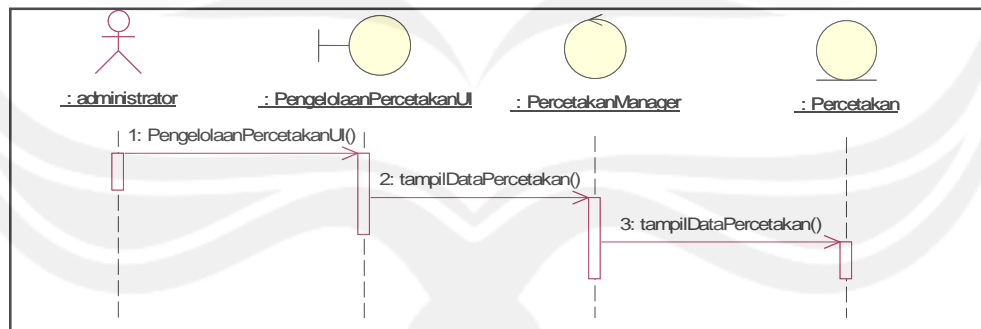 : administrator
: PengelolaanPercetakanUI
: PercetakanManager
: Percetakan
1: PengelolaanPercetakanUI()
2: tampilDataPercetakan()
3: tampilDataPercetakan()